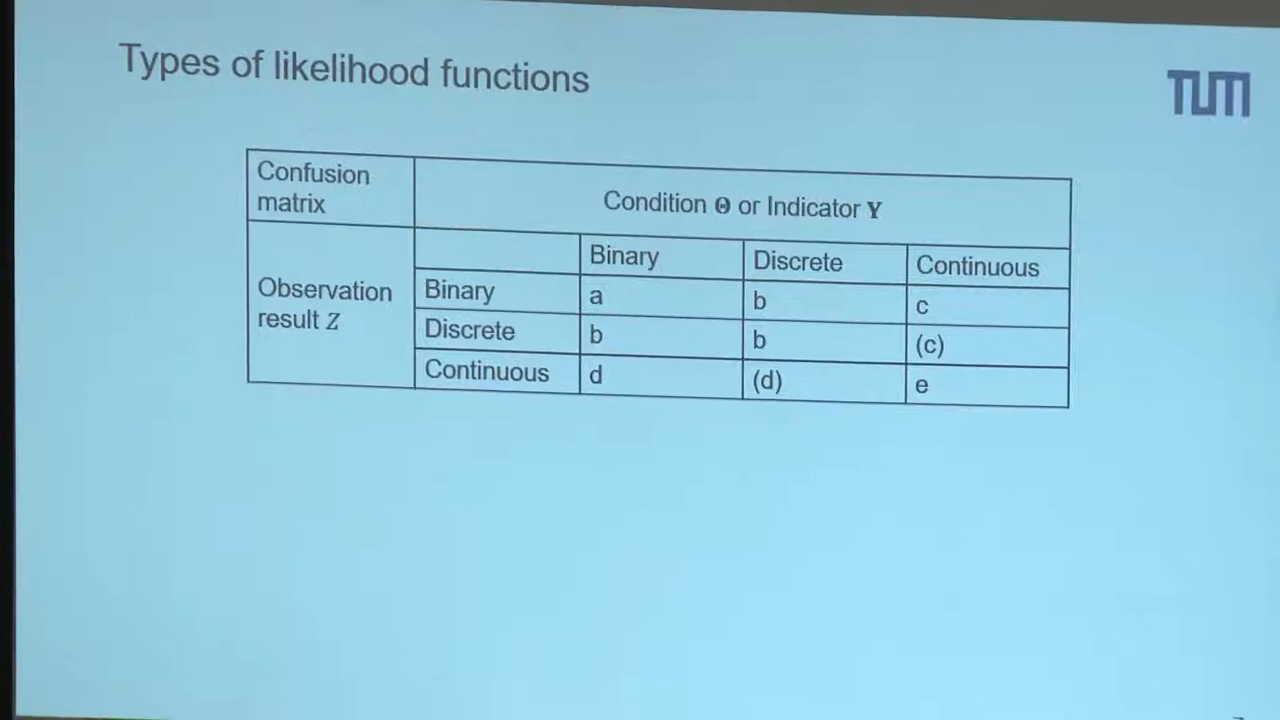 Types of likelihood functions
TUM
Confusion matrix
Condition Θ or Indicator Y
Observation result Z
Binary Discrete Continuous
Binary a b c
Discrete b b (c)
Continuous d (d) e